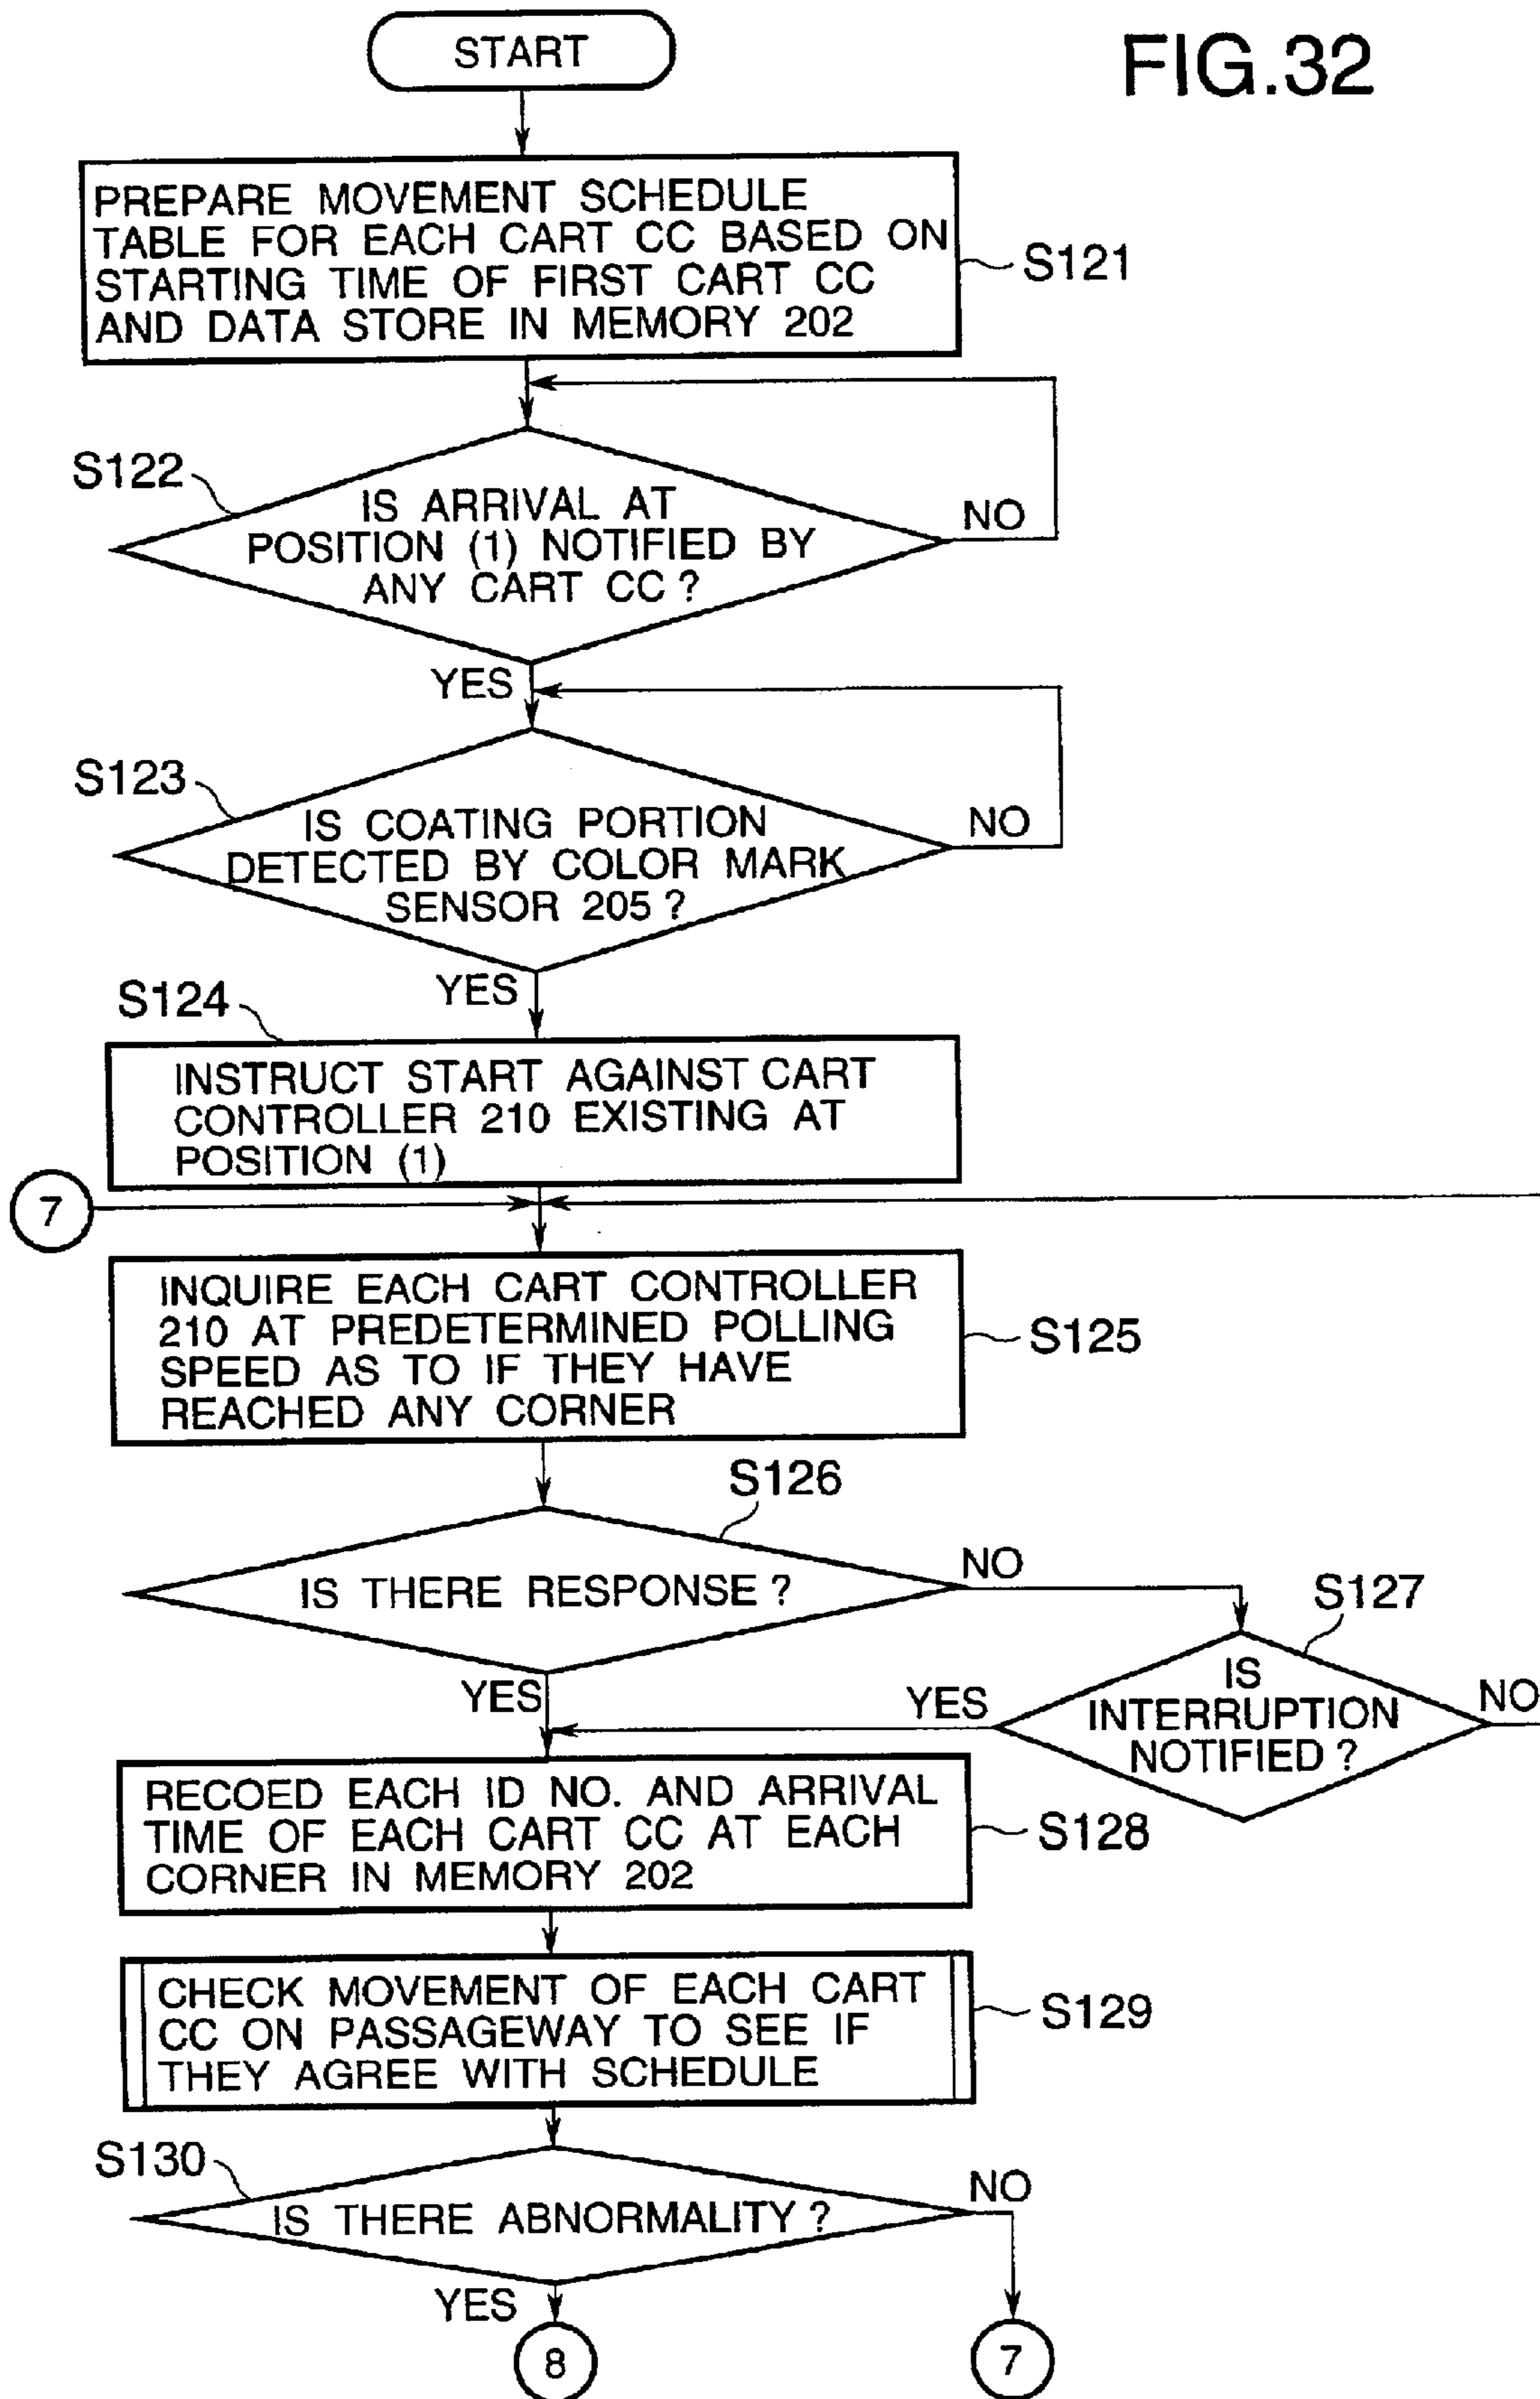 START
FIG.32
PREPARE MOVEMENT SCHEDULE
TABLE FOR EACH CART CC BASED ON
STARTING TIME OF FIRST CART CC
AND DATA STORE IN MEMORY 202
S121
S122
IS ARRIVAL AT
POSITION (1) NOTIFIED BY
ANY CART CC ?
NO
YES
S123
IS COATING PORTION
DETECTED BY COLOR MARK
SENSOR 205 ?
NO
YES
S124
INSTRUCT START AGAINST CART
CONTROLLER 210 EXISTING AT
POSITION (1)
7
INQUIRE EACH CART CONTROLLER
210 AT PREDETERMINED POLLING
SPEED AS TO IF THEY HAVE
REACHED ANY CORNER
S125
S126
IS THERE RESPONSE ?
NO
YES
S127
IS
INTERRUPTION
NOTIFIED ?
YES
NO
RECOED EACH ID NO. AND ARRIVAL
TIME OF EACH CART CC AT EACH
CORNER IN MEMORY 202
S128
CHECK MOVEMENT OF EACH CART
CC ON PASSAGEWAY TO SEE IF
THEY AGREE WITH SCHEDULE
S129
S130
IS THERE ABNORMALITY ?
NO
YES
8
7